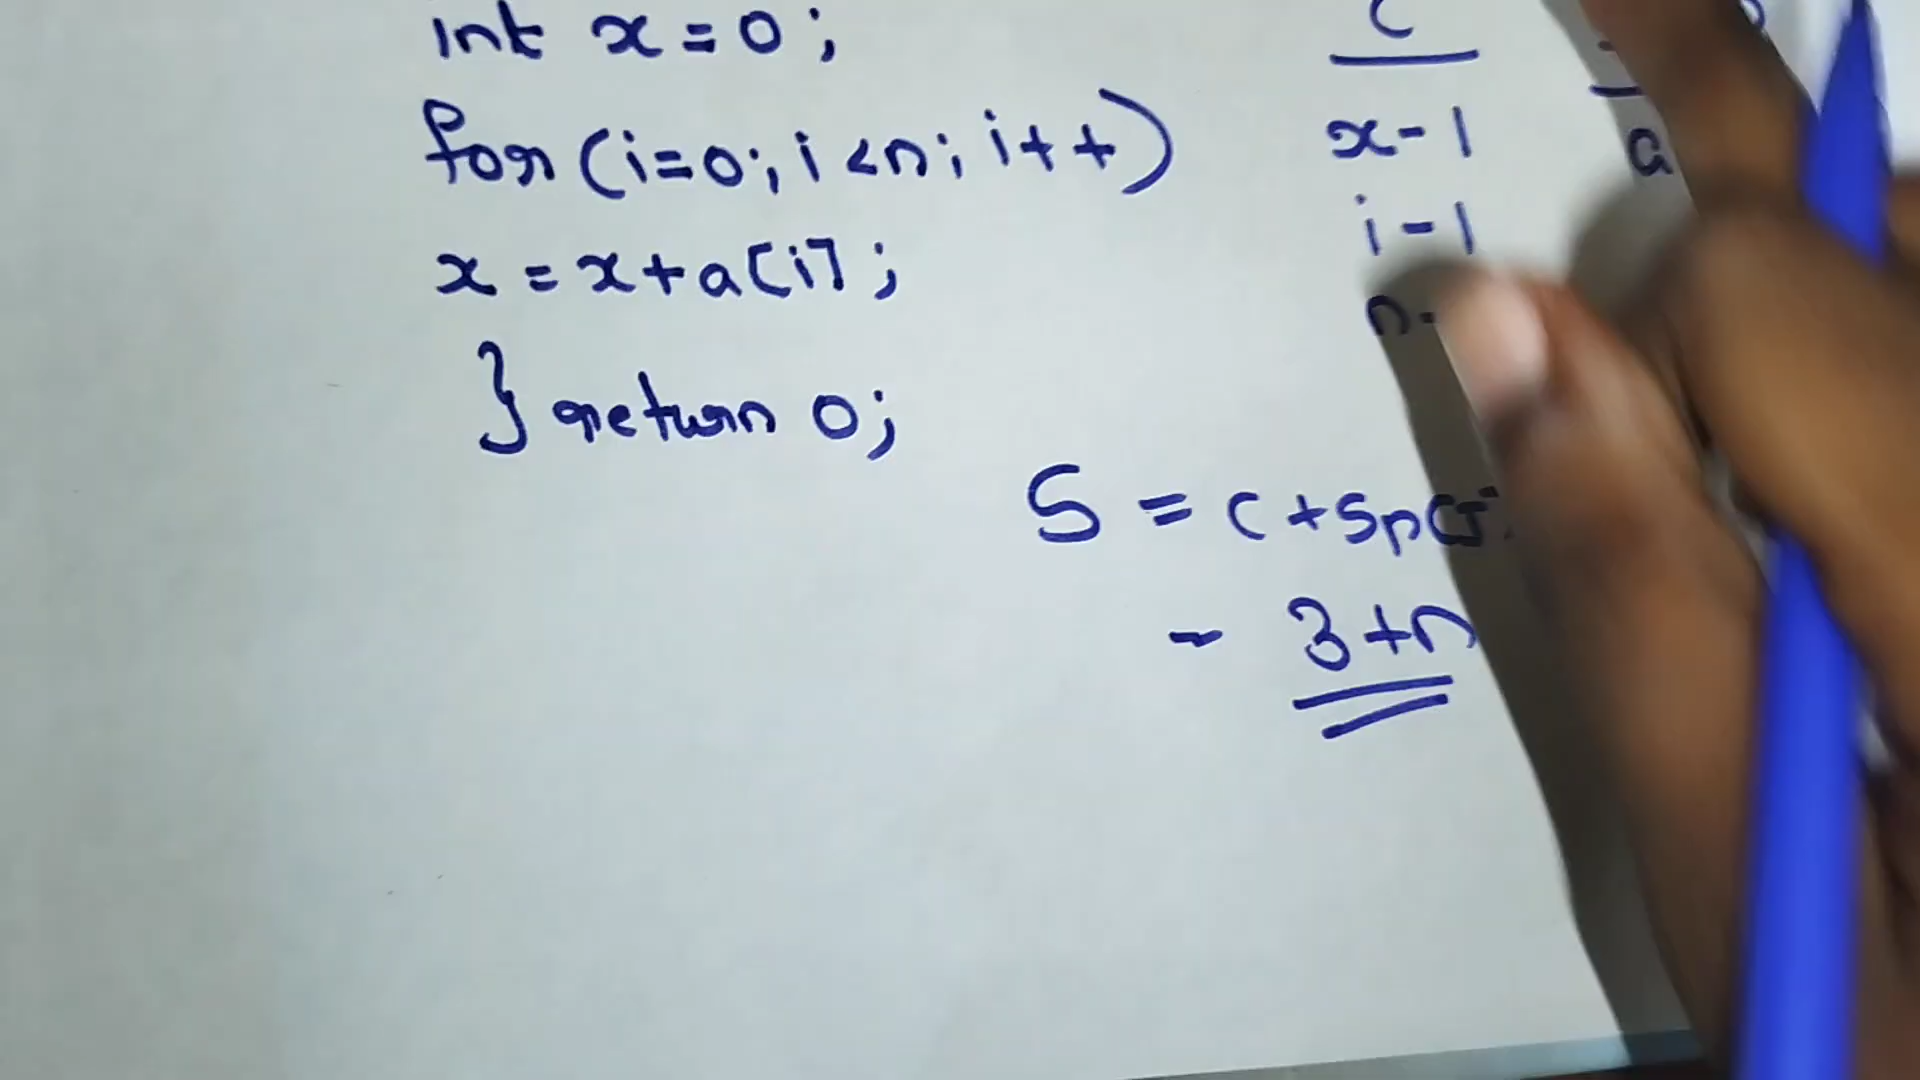 int x = 0 ;
for (i=0; i <n; i++)
x = x+a[i] ;
} return 0;
C
x - 1
i - 1
n -
a
S = C + Sp(I)
- 3+n